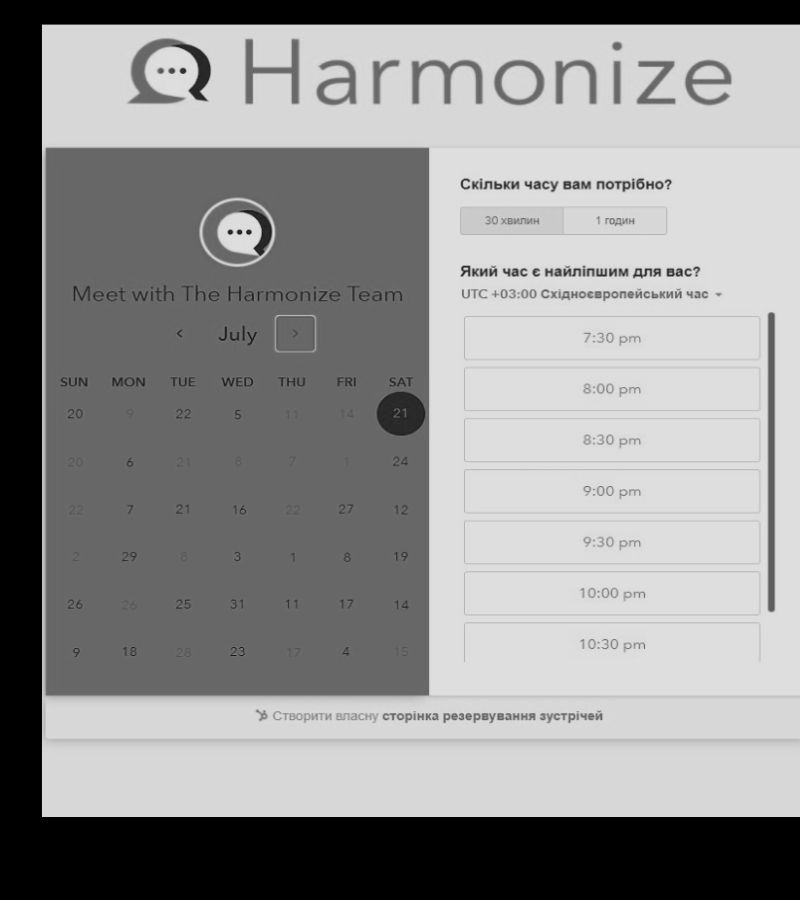 Harmonize
Meet with The Harmonize Team
July
SUN MON TUE WED THU FRI SAT
20 9 22 5 11 14 21
20 6 21 8 7 1 24
22 7 21 16 22 27 12
2 29 8 3 1 8 19
26 26 25 31 11 17 14
9 18 28 23 17 4 15
Скільки часу вам потрібно?
30 хвилин 1 годин
Який час є найліпшим для вас?
UTC +03:00 Східноєвропейський час
7:30 pm
8:00 pm
8:30 pm
9:00 pm
9:30 pm
10:00 pm
10:30 pm
Створити власну сторінка резервування зустрічей